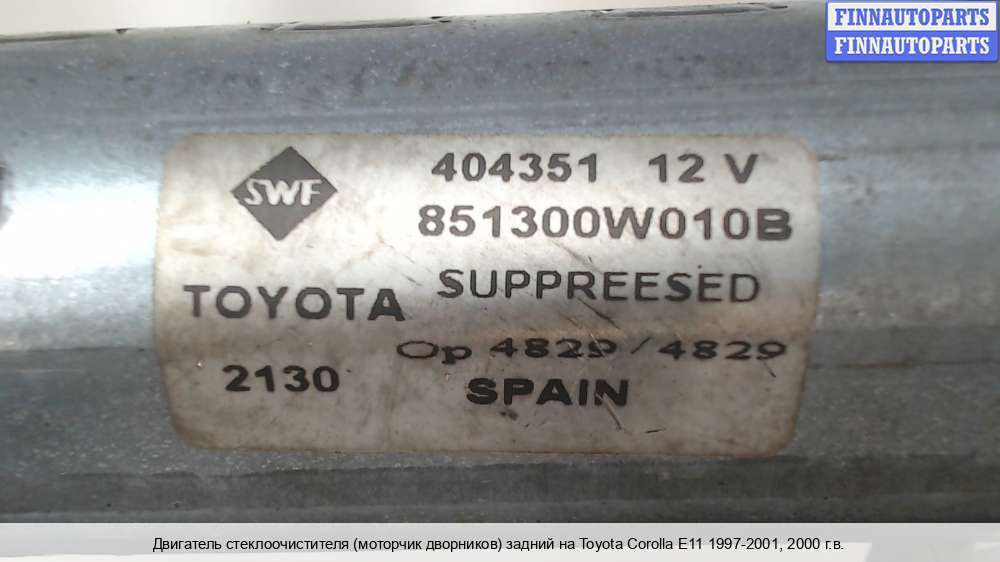 FINNAUTOPARTS
FINNAUTOPARTS
SWF
404351 12 V
851300W010B
SUPPREESED
TOYOTA
Op 4829/4829
2130
SPAIN
Двигатель стеклоочистителя (моторчик дворников) задний на Toyota Corolla E11 1997-2001, 2000 г.в.